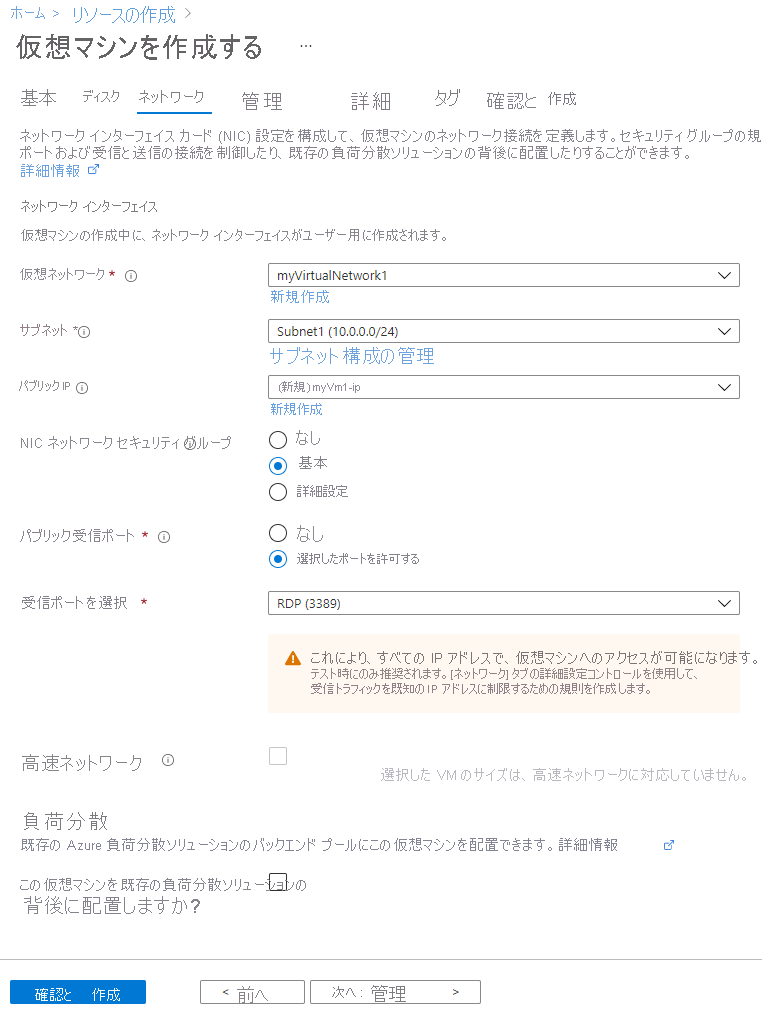 ホーム > リソースの作成 >
仮想マシンを作成する ...
基本 ディスク ネットワーク 管理 詳細 タグ 確認と 作成
ネットワーク インターフェイス カード (NIC) 設定を構成して、仮想マシンのネットワーク接続を定義します。セキュリティ グループの規
ポートおよび受信と送信の接続を制御したり、既存の負荷分散ソリューションの背後に配置したりすることができます。
詳細情報
ネットワーク インターフェイス
仮想マシンの作成中に、ネットワーク インターフェイスがユーザー用に作成されます。
仮想ネットワーク *
myVirtualNetwork1
新規作成
サブネット *
Subnet1 (10.0.0.0/24)
サブネット構成の管理
パブリック IP
(新規) myVm1-ip
新規作成
NIC ネットワーク セキュリティ グループ
なし
基本
詳細設定
パブリック受信ポート *
なし
選択したポートを許可する
受信ポートを選択 *
RDP (3389)
これにより、すべての IP アドレスで、仮想マシンへのアクセスが可能になります。
テスト時にのみ推奨されます。[ネットワーク] タブの詳細設定コントロールを使用して、
受信トラフィックを既知の IP アドレスに制限するための規則を作成します。
高速ネットワーク
選択した VM のサイズは、高速ネットワークに対応していません。
負荷分散
既存の Azure 負荷分散ソリューションのバックエンド プールにこの仮想マシンを配置できます。詳細情報
この仮想マシンを既存の負荷分散ソリューションの
背後に配置しますか?
確認と 作成
< 前へ
次へ: 管理 >